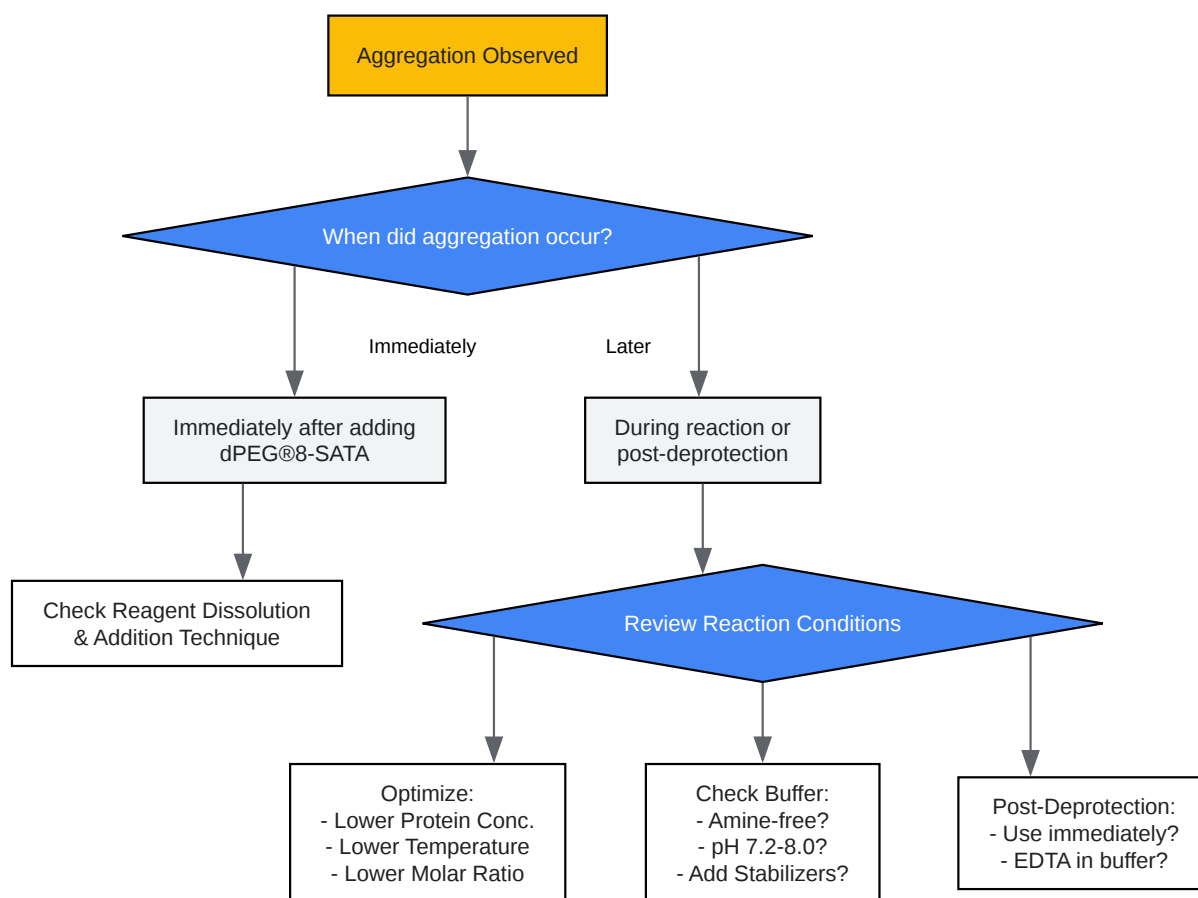 Aggregation Observed
When did aggregation occur?
Immediately
Later
Immediately after adding
dPEG®8-SATA
During reaction or
post-deprotection
Check Reagent Dissolution
& Addition Technique
Review Reaction Conditions
Optimize:
- Lower Protein Conc.
- Lower Temperature
- Lower Molar Ratio
Check Buffer:
- Amine-free?
- pH 7.2-8.0?
- Add Stabilizers?
Post-Deprotection:
- Use immediately?
- EDTA in buffer?